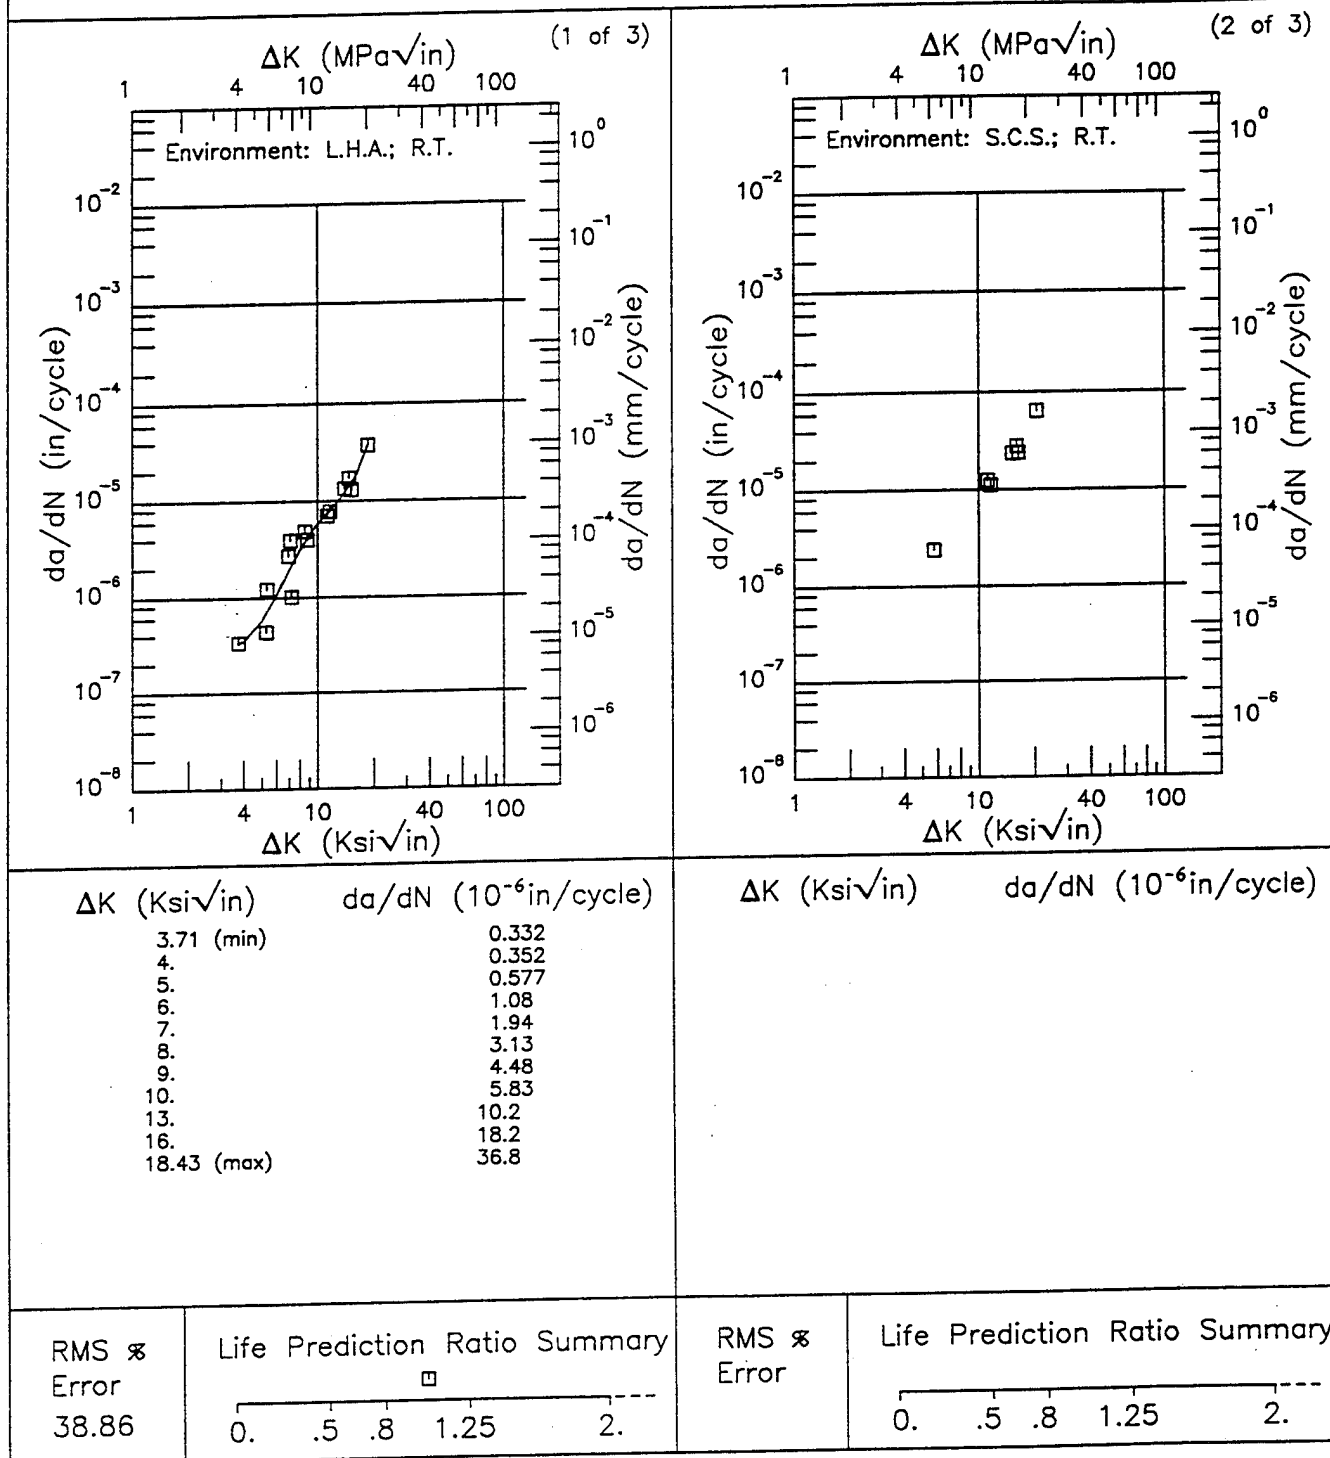 (1 of 3)
ΔK (MPa√in)
1 4 10 40 100
Environment: L.H.A.; R.T.
da/dN (in/cycle)
10⁻²
10⁻³
10⁻⁴
10⁻⁵
10⁻⁶
10⁻⁷
10⁻⁸
da/dN (mm/cycle)
10⁰
10⁻¹
10⁻²
10⁻³
10⁻⁴
10⁻⁵
10⁻⁶
1 4 10 40 100
ΔK (Ksi√in)
(2 of 3)
ΔK (MPa√in)
1 4 10 40 100
Environment: S.C.S.; R.T.
da/dN (in/cycle)
10⁻²
10⁻³
10⁻⁴
10⁻⁵
10⁻⁶
10⁻⁷
10⁻⁸
da/dN (mm/cycle)
10⁰
10⁻¹
10⁻²
10⁻³
10⁻⁴
10⁻⁵
10⁻⁶
1 4 10 40 100
ΔK (Ksi√in)
ΔK (Ksi√in) da/dN (10⁻⁶in/cycle)
3.71 (min) 0.332
4. 0.352
5. 0.577
6. 1.08
7. 1.94
8. 3.13
9. 4.48
10. 5.83
13. 10.2
16. 18.2
18.43 (max) 36.8
ΔK (Ksi√in) da/dN (10⁻⁶in/cycle)
RMS %
Error
38.86
Life Prediction Ratio Summary
0. .5 .8 1.25 2.
RMS %
Error
Life Prediction Ratio Summary
0. .5 .8 1.25 2.